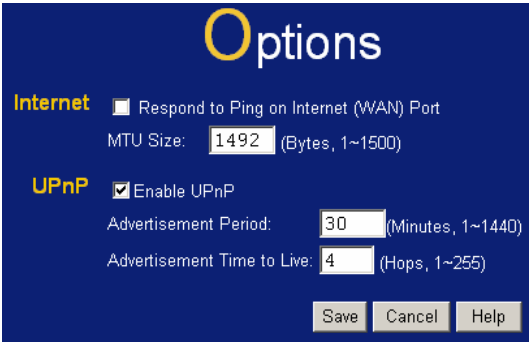 Options
Internet Respond to Ping on Internet (WAN) Port
MTU Size: 1492 (Bytes, 1~1500)
UPnP Enable UPnP
Advertisement Period: 30 (Minutes, 1~1440)
Advertisement Time to Live: 4 (Hops, 1~255)
Save Cancel Help